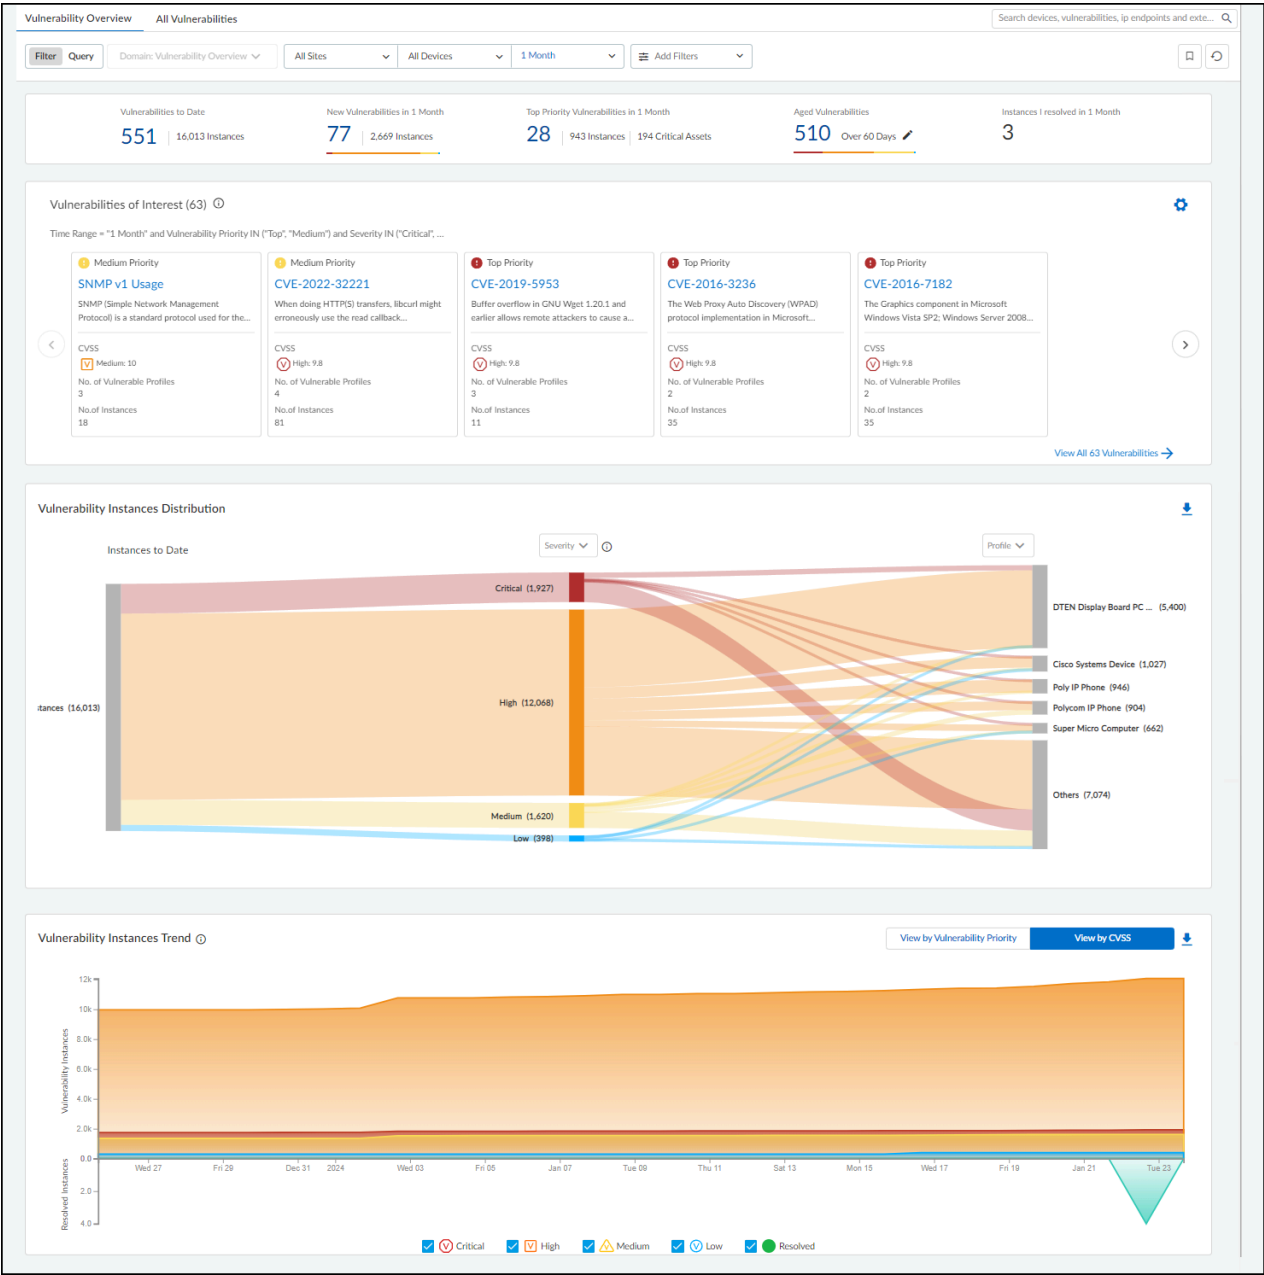 Vulnerability Overview All Vulnerabilities
Search devices, vulnerabilities, ip endpoints and exte...
Filter Query Domain: Vulnerability Overview All Sites All Devices 1 Month Add Filters
Vulnerabilities to Date New Vulnerabilities in 1 Month Top Priority Vulnerabilities in 1 Month Aged Vulnerabilities Instances I resolved in 1 Month
551 16,013 Instances 77 2,669 Instances 28 943 Instances 194 Critical Assets 510 Over 60 Days 3
Vulnerabilities of Interest (63)
Time Range = "1 Month" and Vulnerability Priority IN ("Top", "Medium") and Severity IN ("Critical", ...
Medium Priority
SNMP v1 Usage
SNMP (Simple Network Management
Protocol) is a standard protocol used for the...
CVSS
V Medium: 10
No. of Vulnerable Profiles
3
No.of Instances
18
Medium Priority
CVE-2022-32221
When doing HTTP(S) transfers, libcurl might
erroneously use the read callback...
CVSS
V High: 9.8
No. of Vulnerable Profiles
4
No.of Instances
81
Top Priority
CVE-2019-5953
Buffer overflow in GNU Wget 1.20.1 and
earlier allows remote attackers to cause a...
CVSS
V High: 9.8
No. of Vulnerable Profiles
3
No.of Instances
11
Top Priority
CVE-2016-3236
The Web Proxy Auto Discovery (WPAD)
protocol implementation in Microsoft...
CVSS
V High: 9.8
No. of Vulnerable Profiles
2
No.of Instances
35
Top Priority
CVE-2016-7182
The Graphics component in Microsoft
Windows Vista SP2; Windows Server 2008...
CVSS
V High: 9.8
No. of Vulnerable Profiles
2
No.of Instances
35
View All 63 Vulnerabilities
Vulnerability Instances Distribution
Instances to Date Severity Profile
tances (16,013)
Critical (1,927)
High (12,068)
Medium (1,620)
Low (398)
DTEN Display Board PC ... (5,400)
Cisco Systems Device (1,027)
Poly IP Phone (946)
Polycom IP Phone (904)
Super Micro Computer (662)
Others (7,074)
Vulnerability Instances Trend
View by Vulnerability Priority View by CVSS
Vulnerability Instances
12k
10k
8.0k
6.0k
4.0k
2.0k
0.0
Wed 27 Fri 29 Dec 31 2024 Wed 03 Fri 05 Jan 07 Tue 09 Thu 11 Sat 13 Mon 15 Wed 17 Fri 19 Jan 21 Tue 23
Resolved Instances
2.0
4.0
V Critical V High V Medium V Low Resolved